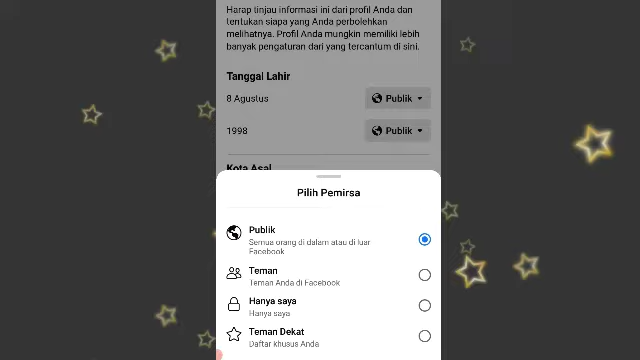 Harap tinjau informasi ini dari profil Anda dan
tentukan siapa yang Anda perbolehkan
melihatnya. Profil Anda mungkin memiliki lebih
banyak pengaturan dari yang tercantum di sini.
Tanggal Lahir
8 Agustus
Publik
1998
Publik
Kota Asal
Pilih Pemirsa
Publik
Semua orang di dalam atau di luar
Facebook
Teman
Teman Anda di Facebook
Hanya saya
Hanya saya
Teman Dekat
Daftar khusus Anda